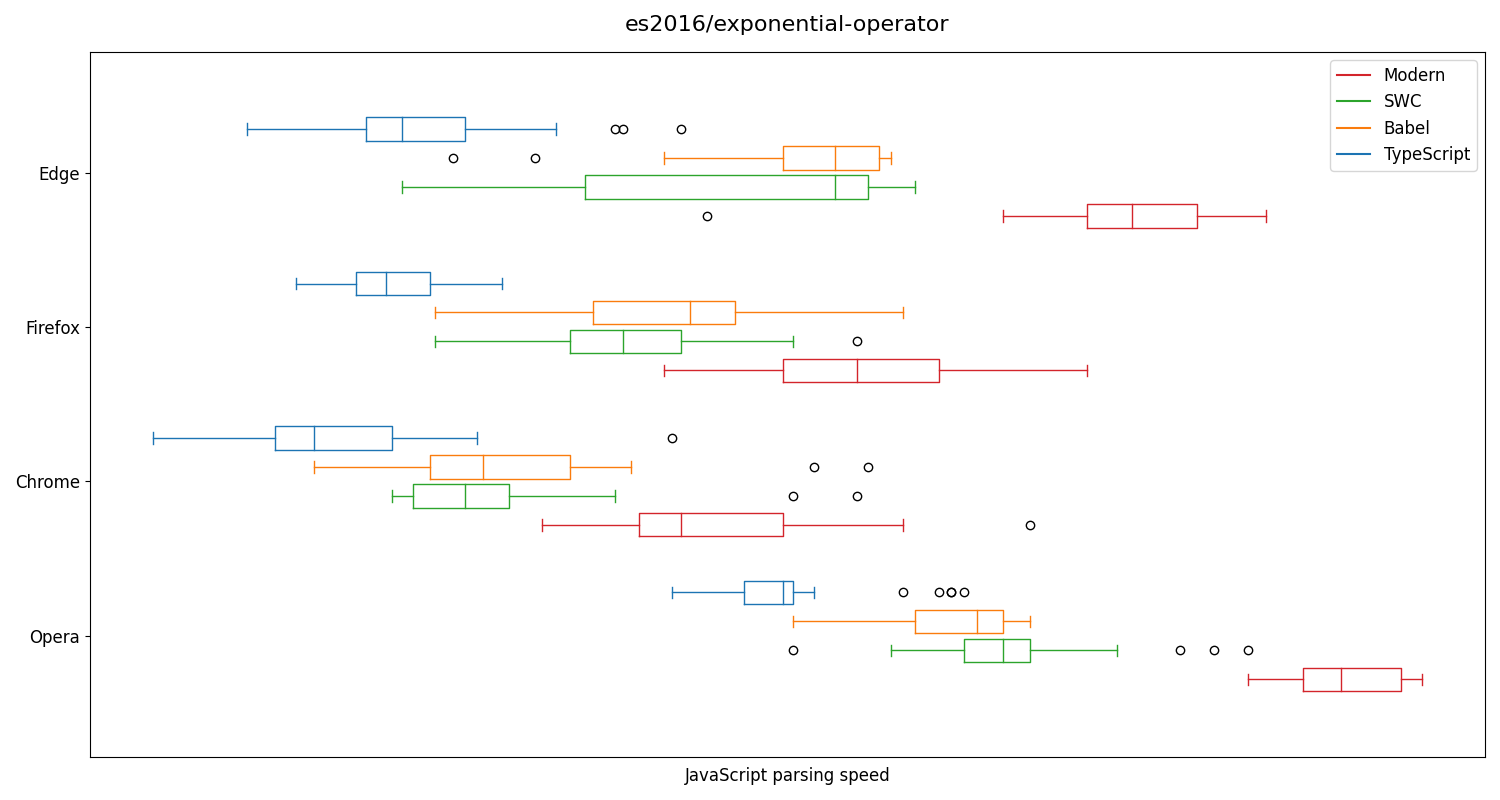 es2016/exponential-operator
Modern
SWC
Babel
TypeScript
Edge
Firefox
Chrome
Opera
JavaScript parsing speed